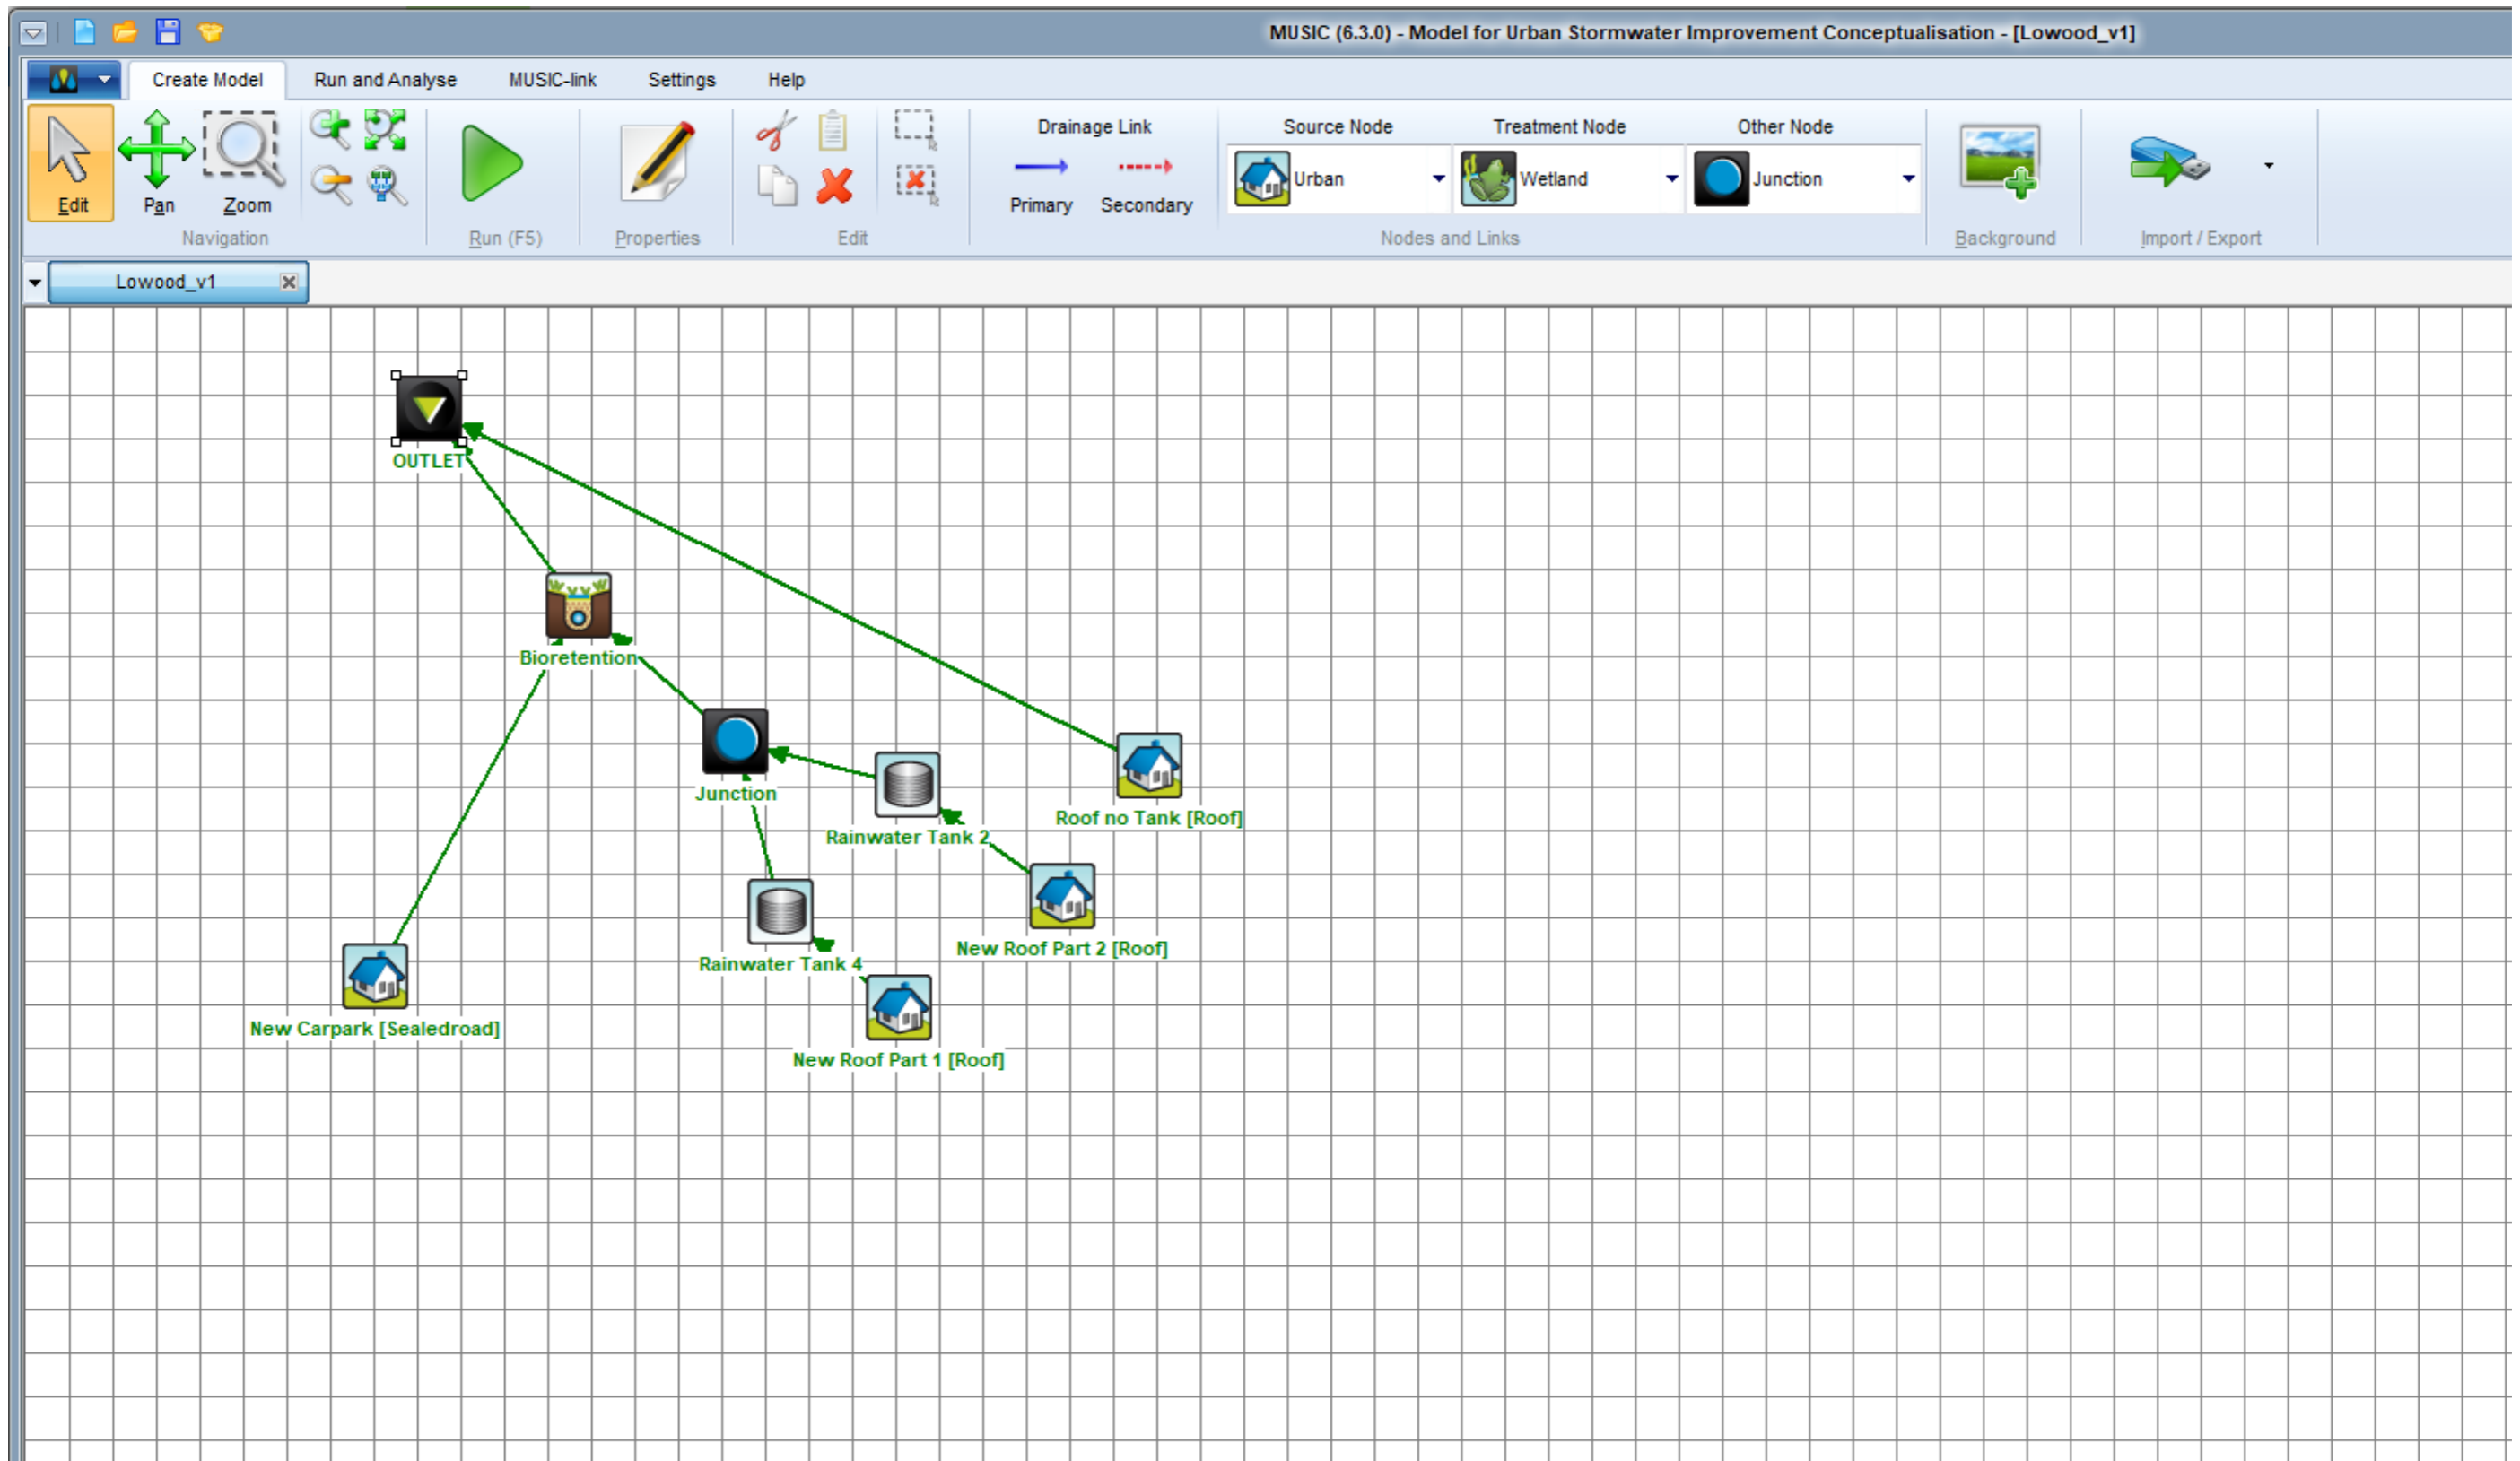 MUSIC (6.3.0) - Model for Urban Stormwater Improvement Conceptualisation - [Lowood_v1]
Create Model Run and Analyse MUSIC-link Settings Help
Drainage Link Source Node Treatment Node Other Node
Urban Wetland Junction
Edit Pan Zoom Primary Secondary
Navigation Run (F5) Properties Edit Nodes and Links Background Import / Export
Lowood_v1
OUTLET
Bioretention
Junction
Roof no Tank [Roof]
Rainwater Tank 2
New Roof Part 2 [Roof]
Rainwater Tank 4
New Carpark [Sealedroad]
New Roof Part 1 [Roof]